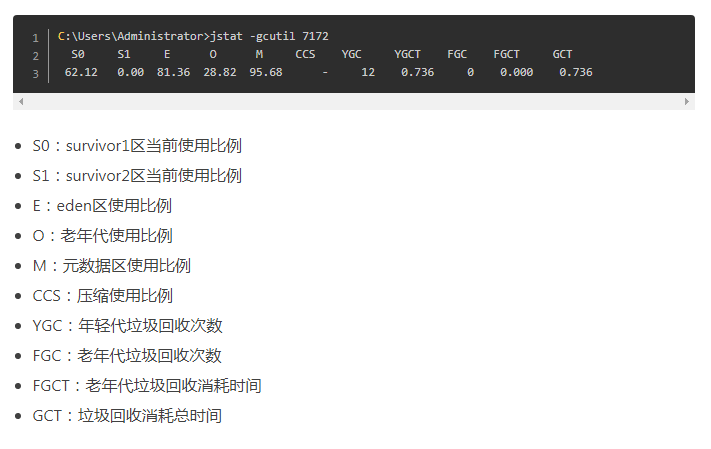 1 C:\Users\Administrator>jstat -gcutil 7172
2 S0 S1 E O M CCS YGC YGCT FGC FGCT GCT
3 62.12 0.00 81.36 28.82 95.68 - 12 0.736 0 0.000 0.736
• S0：survivor1区当前使用比例
• S1：survivor2区当前使用比例
• E：eden区使用比例
• O：老年代使用比例
• M：元数据区使用比例
• CCS：压缩使用比例
• YGC：年轻代垃圾回收次数
• FGC：老年代垃圾回收次数
• FGCT：老年代垃圾回收消耗时间
• GCT：垃圾回收消耗总时间